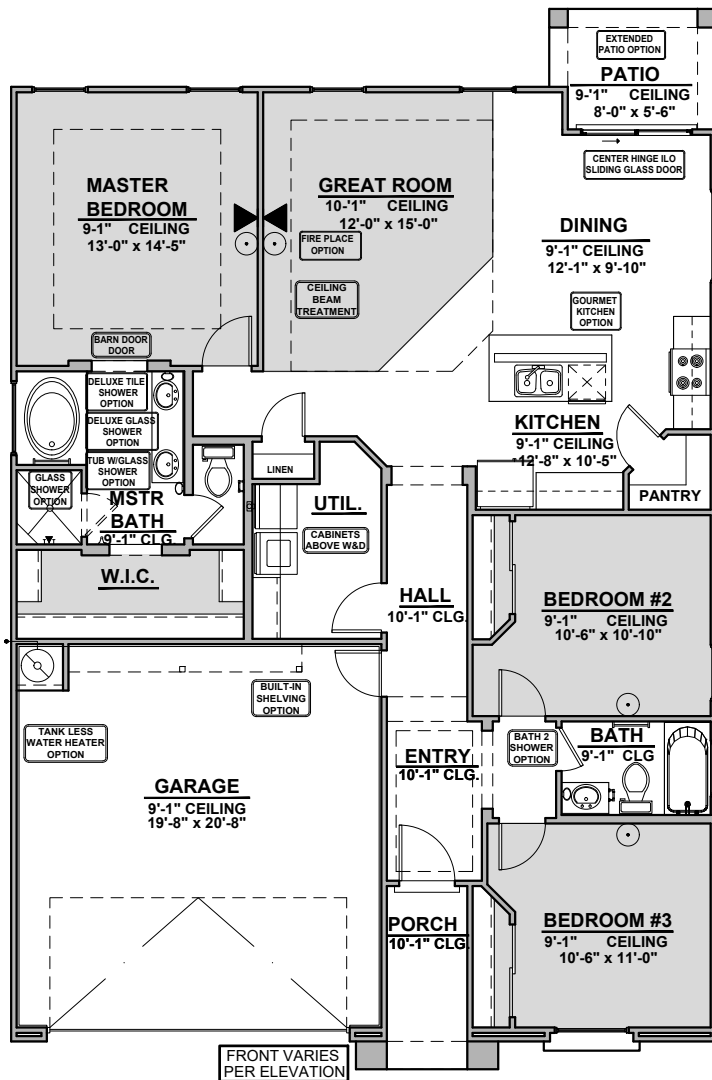 EXTENDED
PATIO OPTION
PATIO
9-'1" CEILING
8'-0" x 5'-6"
CENTER HINGE ILO
SLIDING GLASS DOOR
MASTER
BEDROOM
9-1" CEILING
13'-0" x 14'-5"
GREAT ROOM
10-'1" CEILING
12'-0" x 15'-0"
FIRE PLACE
OPTION
CEILING
BEAM
TREATMENT
DINING
9'-1" CEILING
12'-1" x 9'-10"
GOURMET
KITCHEN
OPTION
BARN DOOR
DOOR
DELUXE TILE
SHOWER
OPTION
DELUXE GLASS
SHOWER
OPTION
TUB W/GLASS
SHOWER
OPTION
GLASS
SHOWER
OPTION
MSTR
BATH
9'-1" CLG.
LINEN
KITCHEN
9'-1" CEILING
12'-8" x 10'-5"
PANTRY
UTIL.
CABINETS
ABOVE W&D
W.I.C.
HALL
10'-1" CLG.
BEDROOM #2
9'-1" CEILING
10'-6" x 10'-10"
BUILT-IN
SHELVING
OPTION
TANK LESS
WATER HEATER
OPTION
GARAGE
9'-1" CEILING
19'-8" x 20'-8"
ENTRY
10'-1" CLG.
BATH 2
SHOWER
OPTION
BATH
9'-1" CLG
PORCH
10'-1" CLG.
BEDROOM #3
9'-1" CEILING
10'-6" x 11'-0"
FRONT VARIES
PER ELEVATION